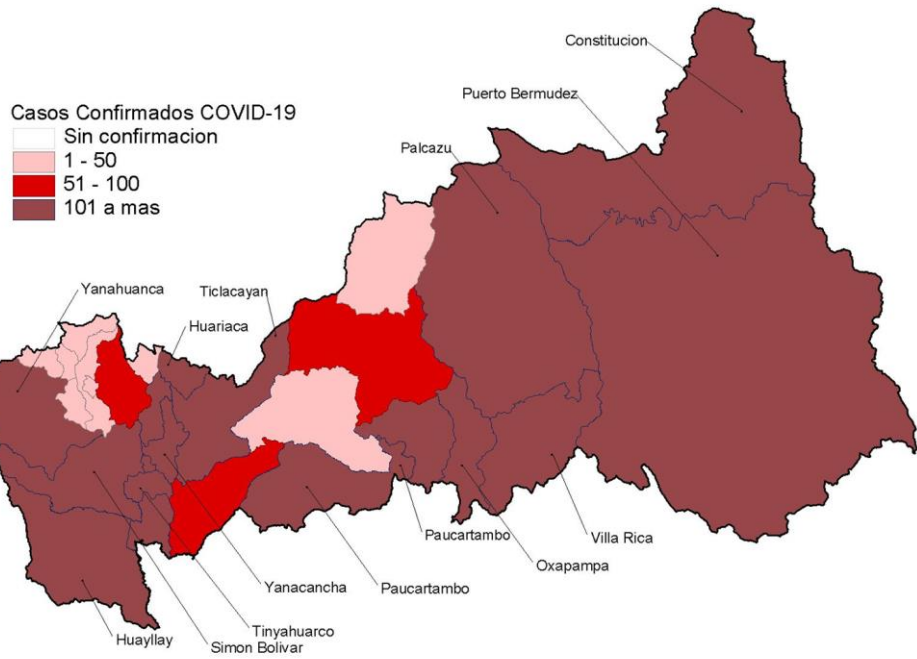 Constitucion
Puerto Bermudez
Casos Confirmados COVID-19
Sin confirmacion
1 - 50
51 - 100
101 a mas
Palcazu
Yanahuanca
Ticlacayan
Huariaca
Paucartambo
Villa Rica
Oxapampa
Yanacancha
Paucartambo
Tinyahuarco
Huayllay
Simon Bolivar